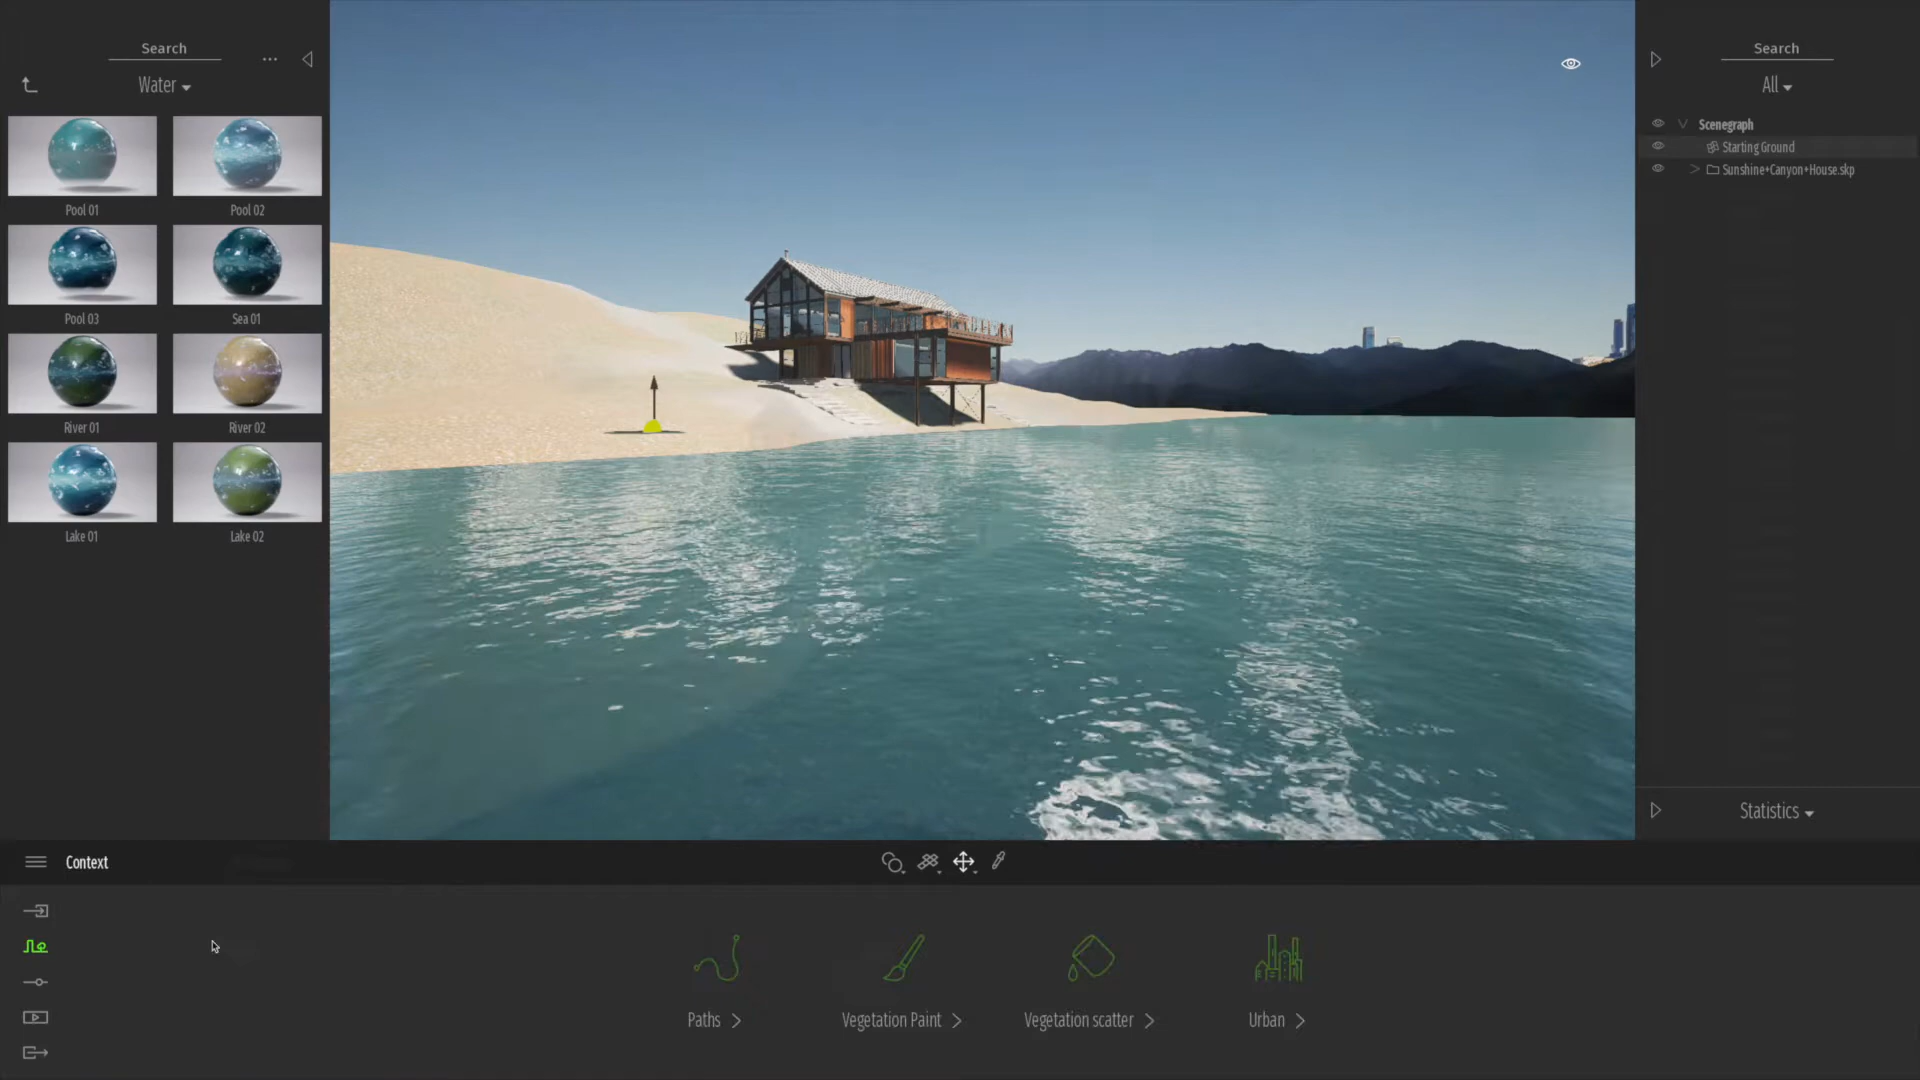 Search
...
Water
Pool 01
Pool 02
Pool 03
Sea 01
River 01
River 02
Lake 01
Lake 02
Search
All
Scenegraph
Starting Ground
Sunshine+Canyon+House.skp
Statistics
Context
Paths
Vegetation Paint
Vegetation scatter
Urban